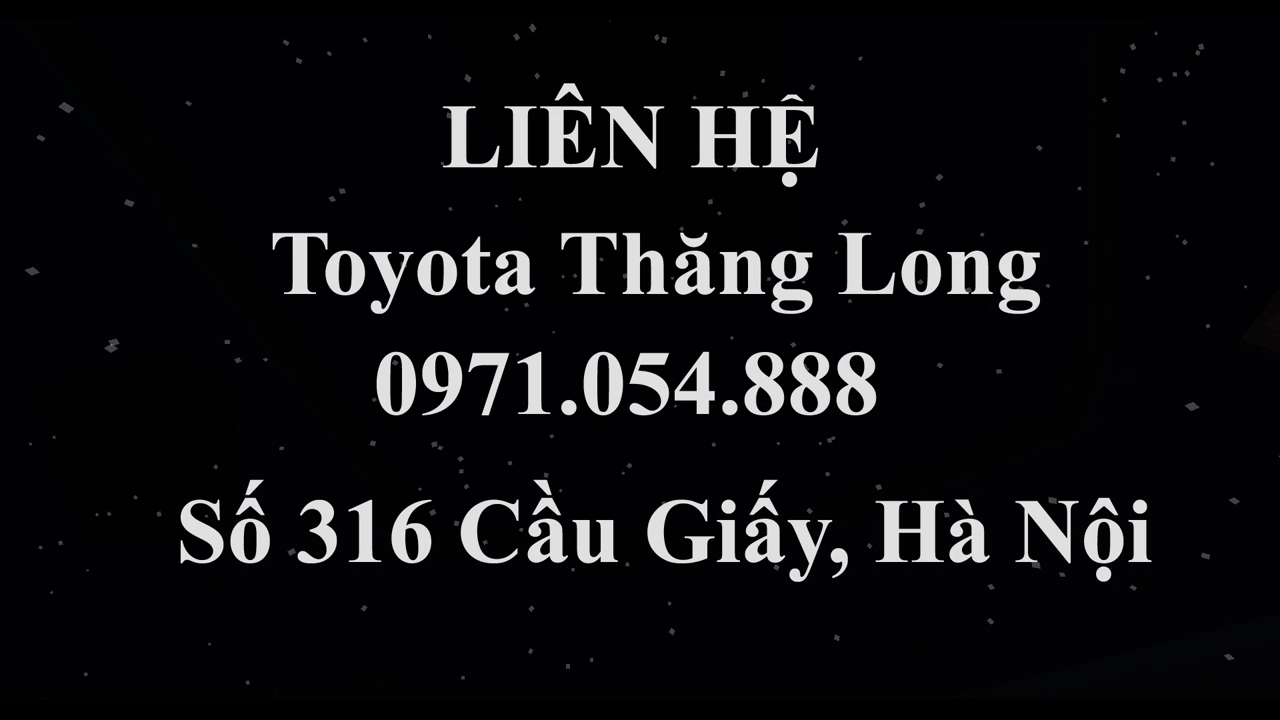 LIÊN HỆ
Toyota Thăng Long
0971.054.888
Số 316 Cầu Giấy, Hà Nội